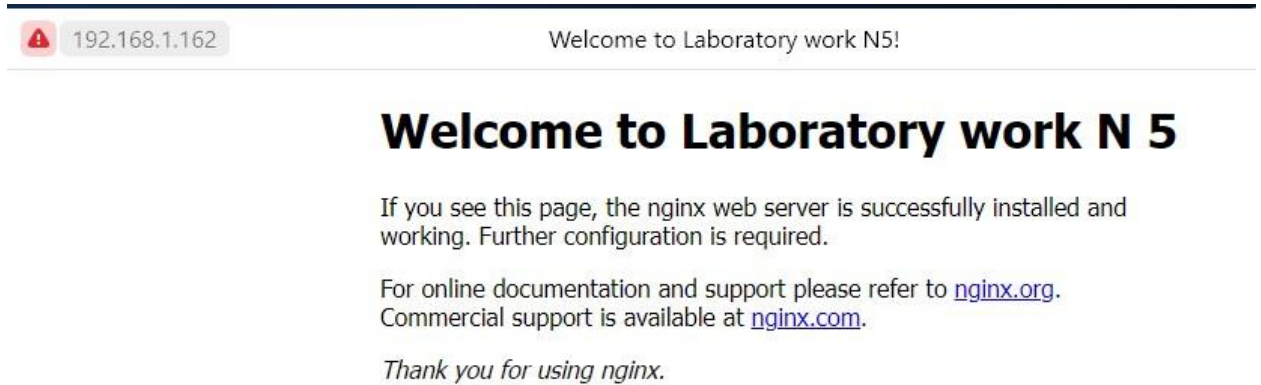 192.168.1.162 Welcome to Laboratory work N5!
Welcome to Laboratory work N 5
If you see this page, the nginx web server is successfully installed and
working. Further configuration is required.
For online documentation and support please refer to nginx.org.
Commercial support is available at nginx.com.
Thank you for using nginx.